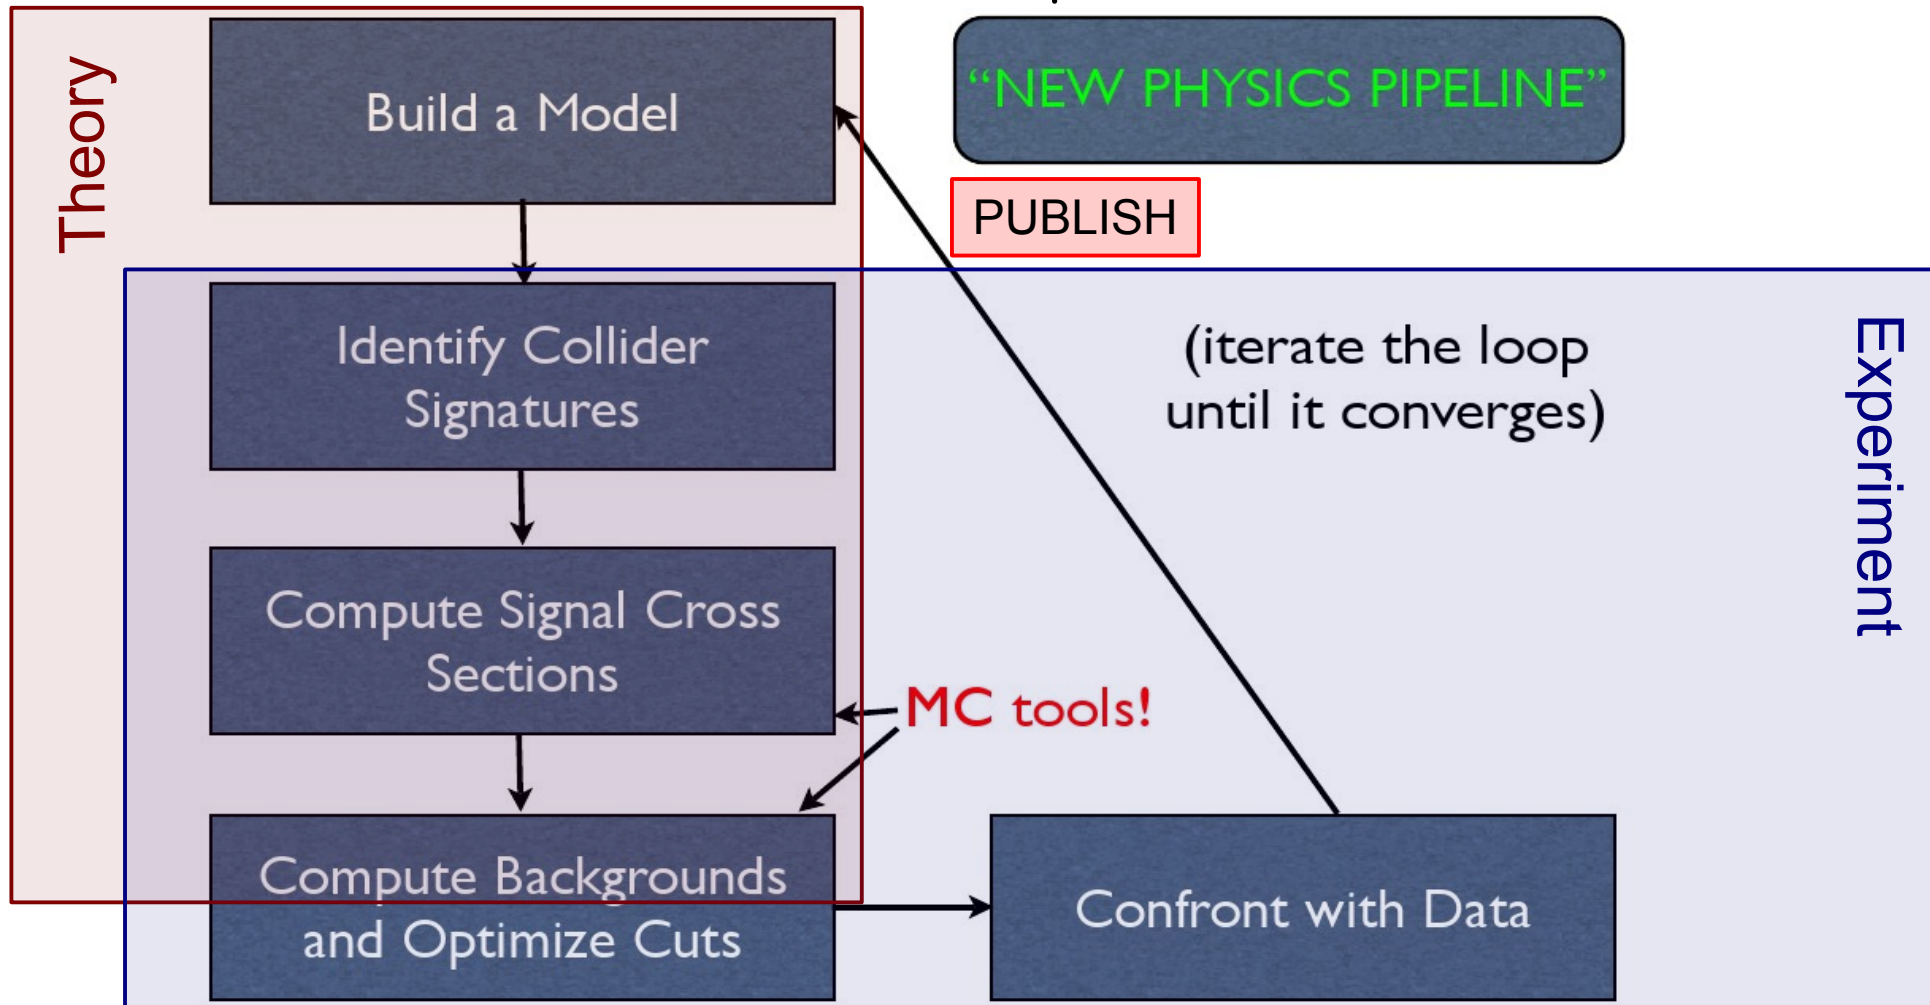 Theory
Build a Model
“NEW PHYSICS PIPELINE”
PUBLISH
Identify Collider
Signatures
(iterate the loop
until it converges)
Experiment
Compute Signal Cross
Sections
MC tools!
Compute Backgrounds
and Optimize Cuts
Confront with Data